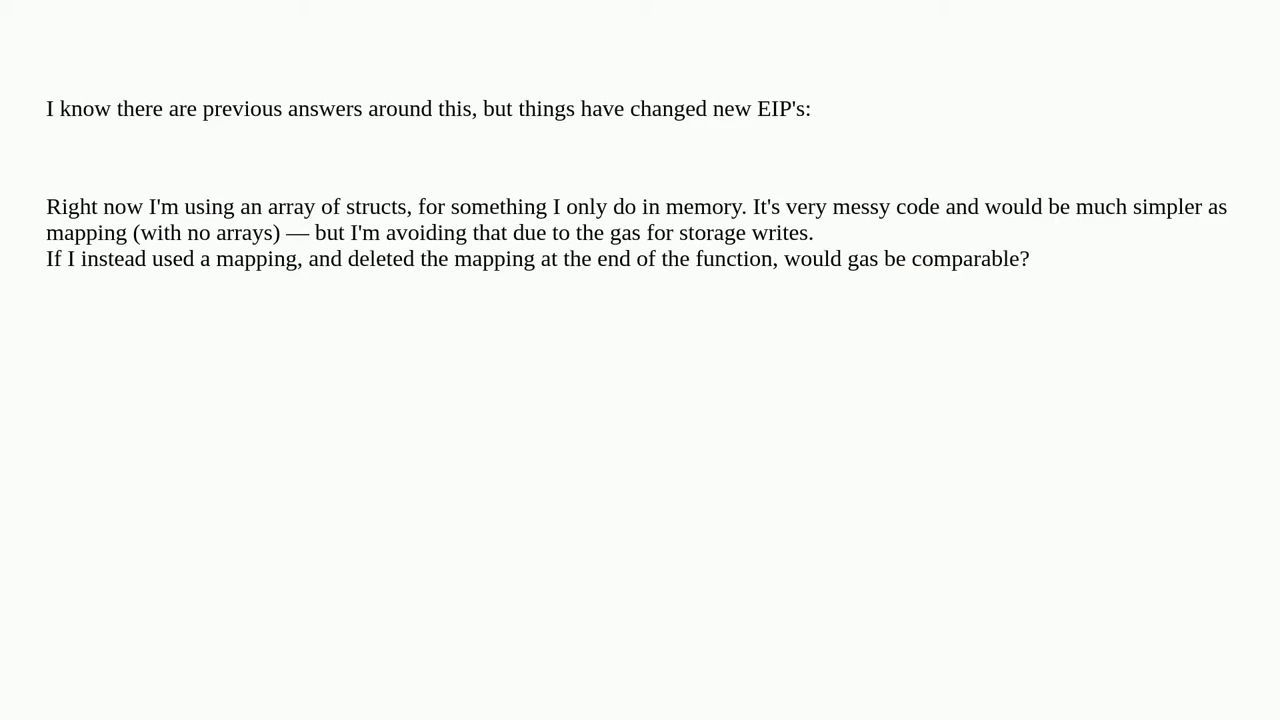 I know there are previous answers around this, but things have changed new EIP's:
Right now I'm using an array of structs, for something I only do in memory. It's very messy code and would be much simpler as
mapping (with no arrays) — but I'm avoiding that due to the gas for storage writes.
If I instead used a mapping, and deleted the mapping at the end of the function, would gas be comparable?